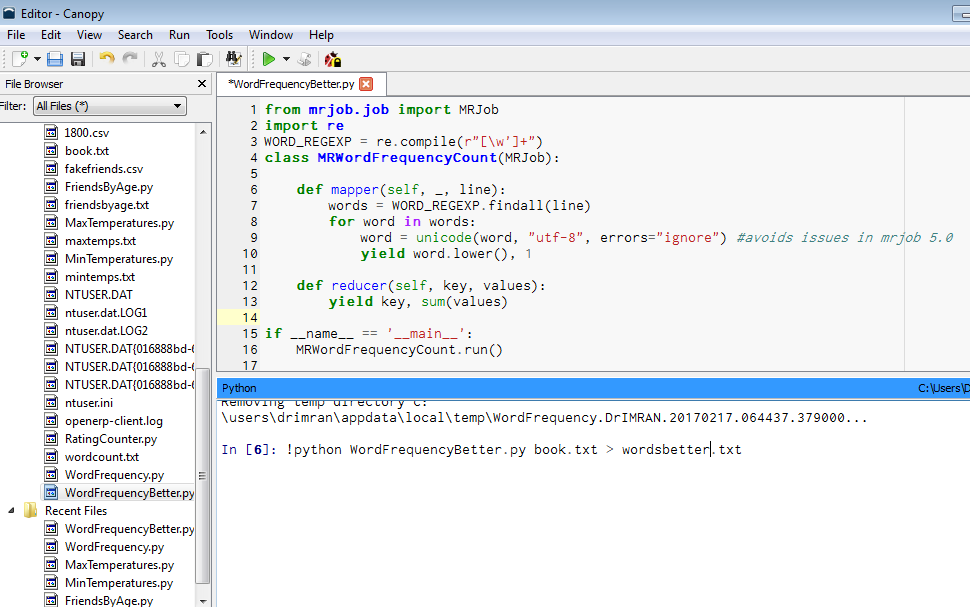 Editor - Canopy
File Edit View Search Run Tools Window Help
File Browser
Filter: All Files (*)
1800.csv
book.txt
fakefriends.csv
FriendsByAge.py
friendsbyage.txt
MaxTemperatures.py
maxtemps.txt
MinTemperatures.py
mintemps.txt
NTUSER.DAT
ntuser.dat.LOG1
ntuser.dat.LOG2
NTUSER.DAT{016888bd-6
NTUSER.DAT{016888bd-6
NTUSER.DAT{016888bd-6
ntuser.ini
openerp-client.log
RatingCounter.py
wordcount.txt
WordFrequency.py
WordFrequencyBetter.py
Recent Files
WordFrequencyBetter.py
WordFrequency.py
MaxTemperatures.py
MinTemperatures.py
FriendsByAge.py
*WordFrequencyBetter.py
1 from mrjob.job import MRJob
2 import re
3 WORD_REGEXP = re.compile(r"[\w']+")
4 class MRWordFrequencyCount(MRJob):
5
6 def mapper(self, _, line):
7 words = WORD_REGEXP.findall(line)
8 for word in words:
9 word = unicode(word, "utf-8", errors="ignore") #avoids issues in mrjob 5.0
10 yield word.lower(), 1
11
12 def reducer(self, key, values):
13 yield key, sum(values)
14
15 if __name__ == '__main__':
16 MRWordFrequencyCount.run()
17
Python C:\Users\D
Removing temp directory c:
\users\drimran\appdata\local\temp\WordFrequency.DrIMRAN.20170217.064437.379000...
In [6]: !python WordFrequencyBetter.py book.txt > wordsbetter.txt